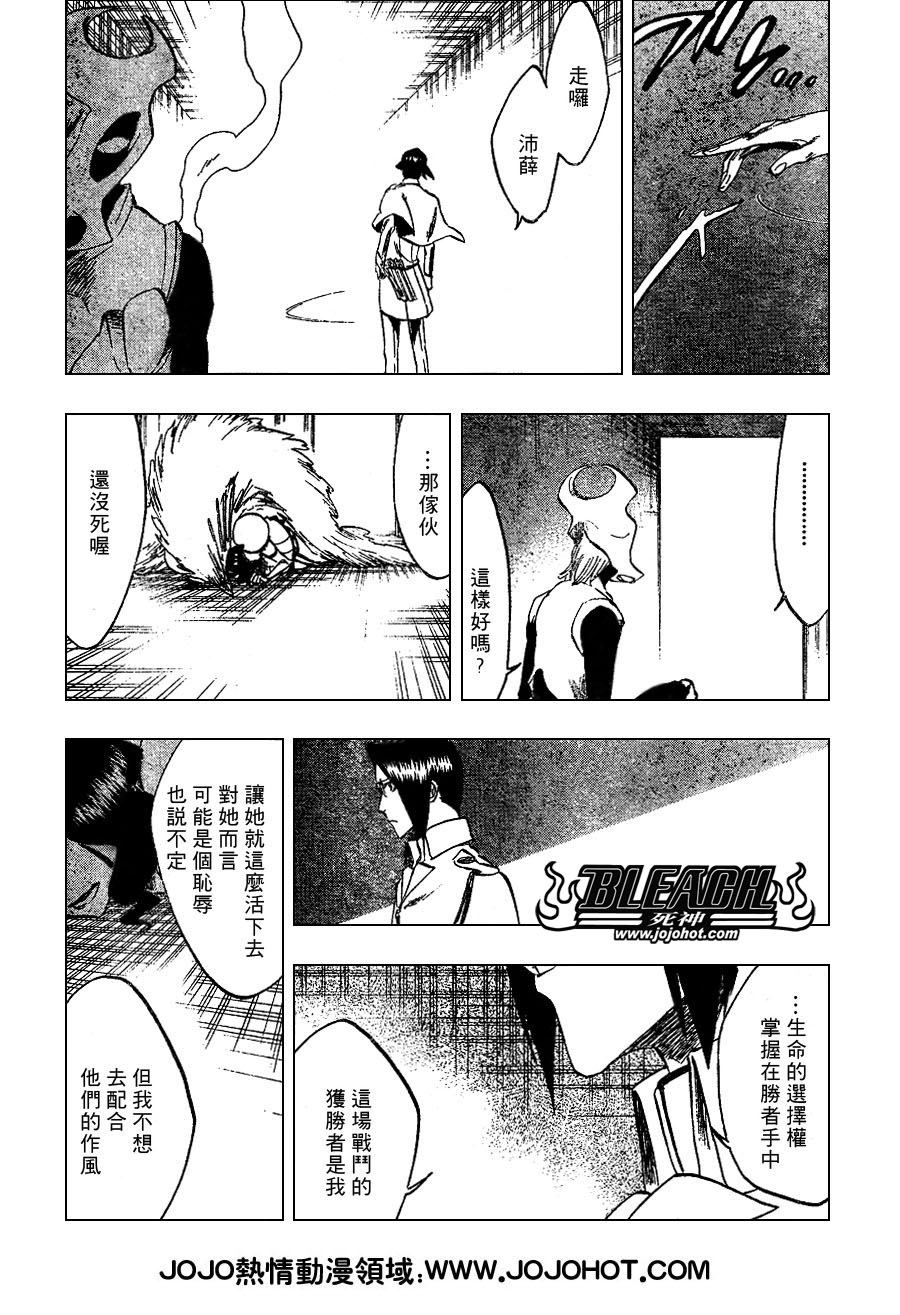 走囉
沛薛
…………
這樣好嗎?
…那傢伙
還沒死喔
BLEACH
死神
www.jojohot.com
…生命的選擇權
掌握在勝者手中
這場戰鬥的
獲勝者是我
讓她就這麼活下去
對她而言
可能是個恥辱
也説不定
但我不想
去配合
他們的作風
JOJO熱情動漫領域:WWW.JOJOHOT.COM